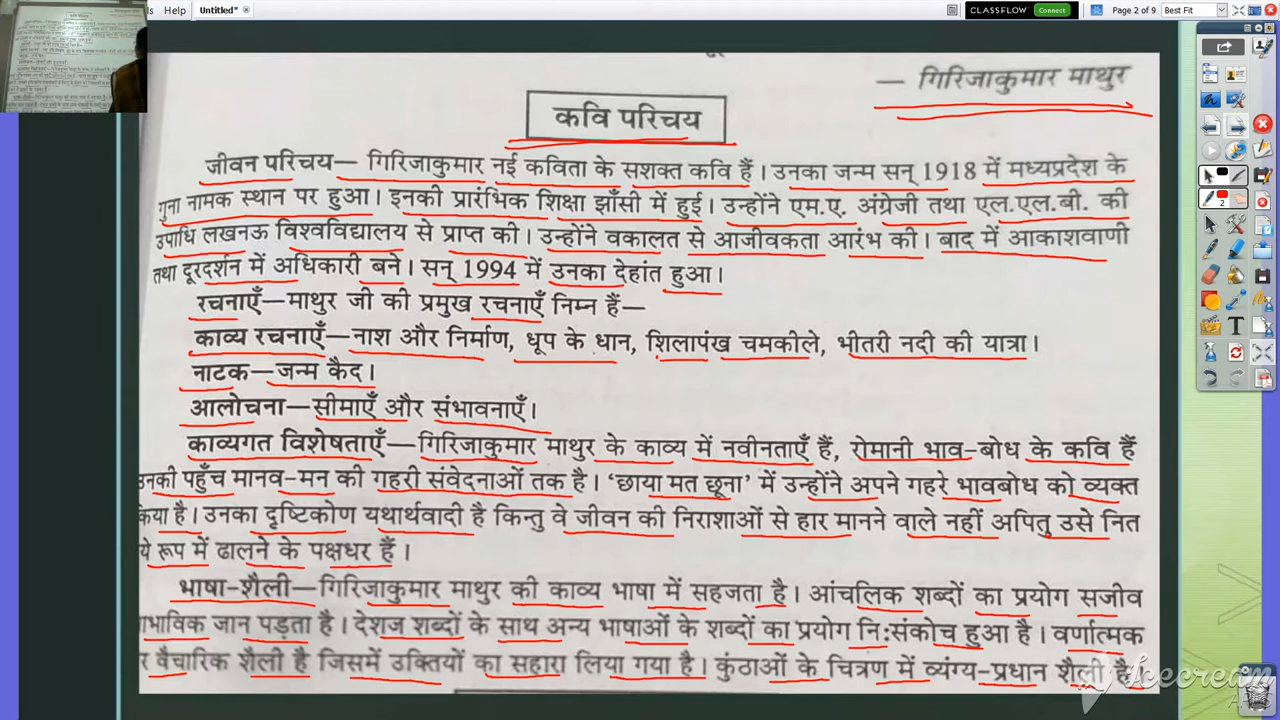 Help Untitled* CLASSFLOW Connect Page 2 of 9 Best Fit
— गिरिजाकुमार माथुर
कवि परिचय
जीवन परिचय— गिरिजाकुमार नई कविता के सशक्त कवि हैं। उनका जन्म सन् 1918 में मध्यप्रदेश के
गुना नामक स्थान पर हुआ। इनकी प्रारंभिक शिक्षा झाँसी में हुई। उन्होंने एम.ए. अंग्रेजी तथा एल.एल.बी. की
उपाधि लखनऊ विश्वविद्यालय से प्राप्त की। उन्होंने वकालत से आजीवकता आरंभ की। बाद में आकाशवाणी
तथा दूरदर्शन में अधिकारी बने। सन् 1994 में उनका देहांत हुआ।
रचनाएँ—माथुर जी की प्रमुख रचनाएँ निम्न हैं—
काव्य रचनाएँ—नाश और निर्माण, धूप के धान, शिलापंख चमकीले, भीतरी नदी की यात्रा।
नाटक—जन्म कैद।
आलोचना—सीमाएँ और संभावनाएँ।
काव्यगत विशेषताएँ—गिरिजाकुमार माथुर के काव्य में नवीनताएँ हैं, रोमानी भाव-बोध के कवि हैं
उनकी पहुँच मानव-मन की गहरी संवेदनाओं तक है। ‘छाया मत छूना’ में उन्होंने अपने गहरे भावबोध को व्यक्त
किया है। उनका दृष्टिकोण यथार्थवादी है किन्तु वे जीवन की निराशाओं से हार मानने वाले नहीं अपितु उसे नित
ये रूप में ढालने के पक्षधर हैं।
भाषा-शैली—गिरिजाकुमार माथुर की काव्य भाषा में सहजता है। आंचलिक शब्दों का प्रयोग सजीव
भाविक जान पड़ता है। देशज शब्दों के साथ अन्य भाषाओं के शब्दों का प्रयोग नि:संकोच हुआ है। वर्णात्मक
र वैचारिक शैली है जिसमें उक्तियों का सहारा लिया गया है। कुंठाओं के चित्रण में व्यंग्य-प्रधान शैली है।